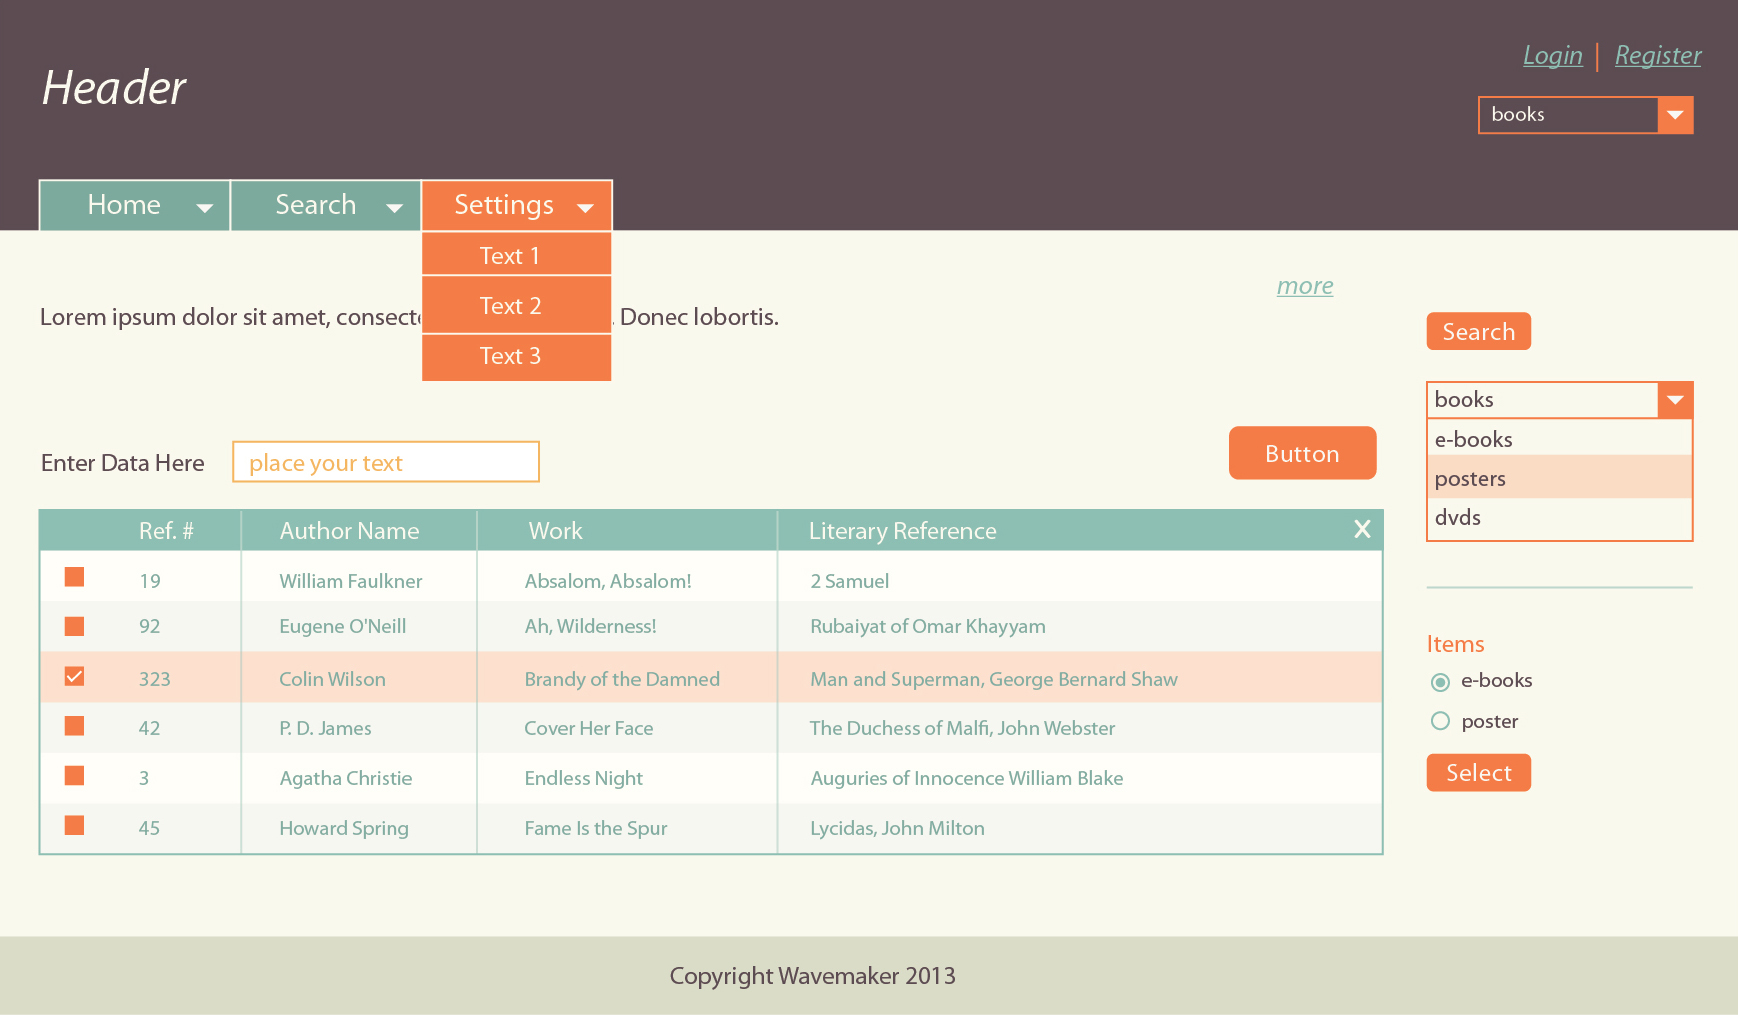 Login | Register
Header
books
Home
Search
Settings
Text 1
Text 2
Text 3
more
Lorem ipsum dolor sit amet, . Donec lobortis.
Search
books
e-books
posters
dvds
Enter Data Here
place your text
Button
Ref. # Author Name Work Literary Reference X
19 William Faulkner Absalom, Absalom! 2 Samuel
92 Eugene O'Neill Ah, Wilderness! Rubaiyat of Omar Khayyam
323 Colin Wilson Brandy of the Damned Man and Superman, George Bernard Shaw
42 P. D. James Cover Her Face The Duchess of Malfi, John Webster
3 Agatha Christie Endless Night Auguries of Innocence William Blake
45 Howard Spring Fame Is the Spur Lycidas, John Milton
Items
e-books
poster
Select
Copyright Wavemaker 2013